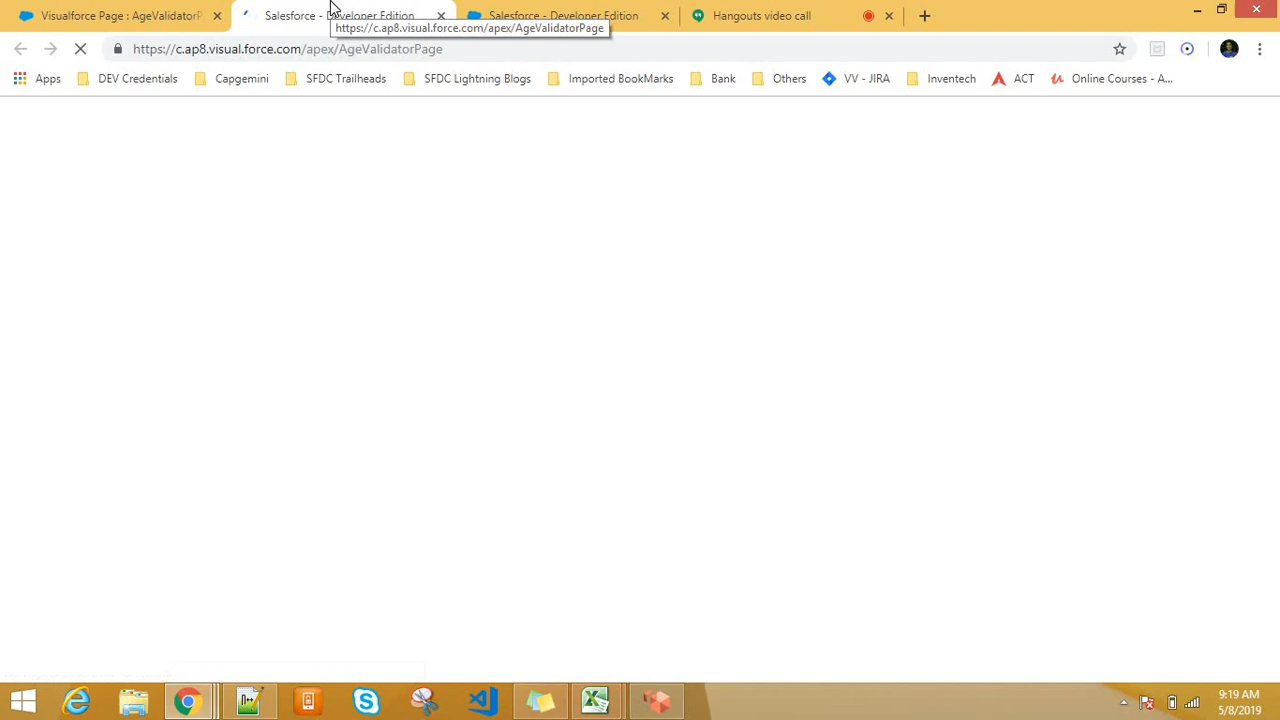 Visualforce Page : AgeValidatorP
Salesforce - Developer Edition
Salesforce - Developer Edition
Hangouts video call
https://c.ap8.visual.force.com/apex/AgeValidatorPage
https://c.ap8.visual.force.com/apex/AgeValidatorPage
Apps
DEV Credentials
Capgemini
SFDC Trailheads
SFDC Lightning Blogs
Imported BookMarks
Bank
Others
VV - JIRA
Inventech
ACT
Online Courses - A...
9:19 AM
5/8/2019